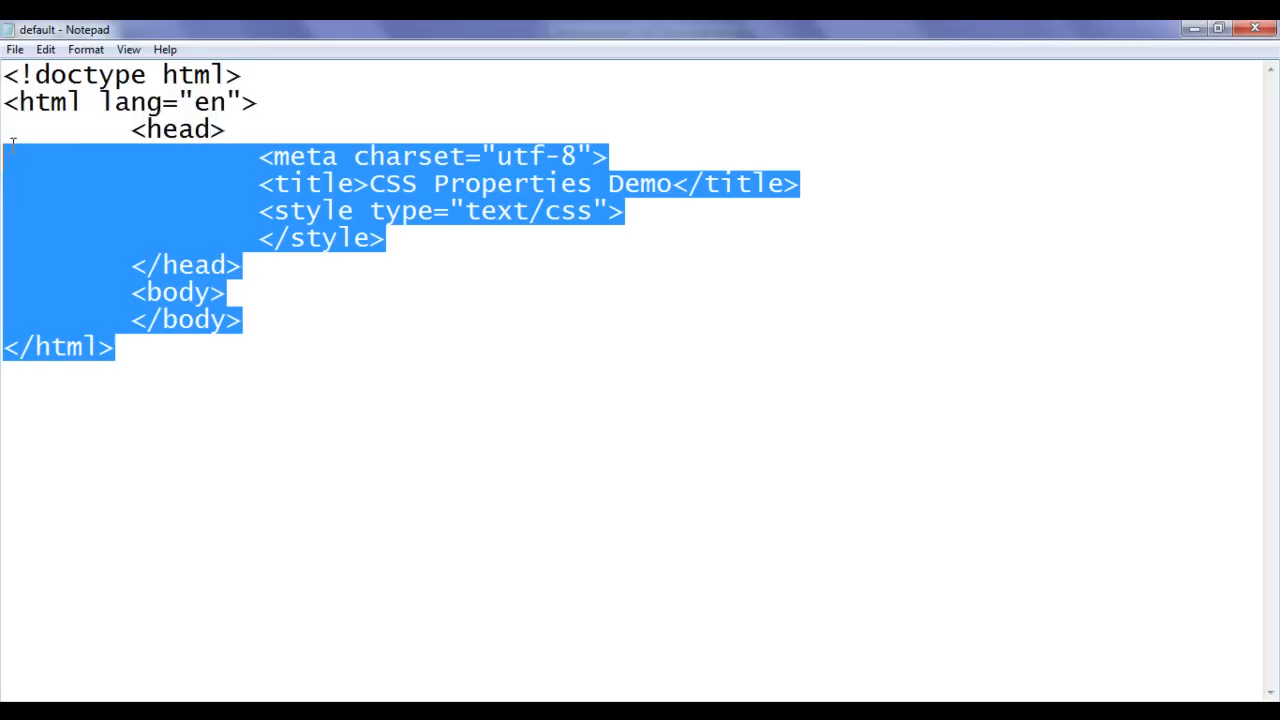 default - Notepad
File Edit Format View Help
<!doctype html>
<html lang="en">
<head>
<meta charset="utf-8">
<title>CSS Properties Demo</title>
<style type="text/css">
</style>
</head>
<body>
</body>
</html>